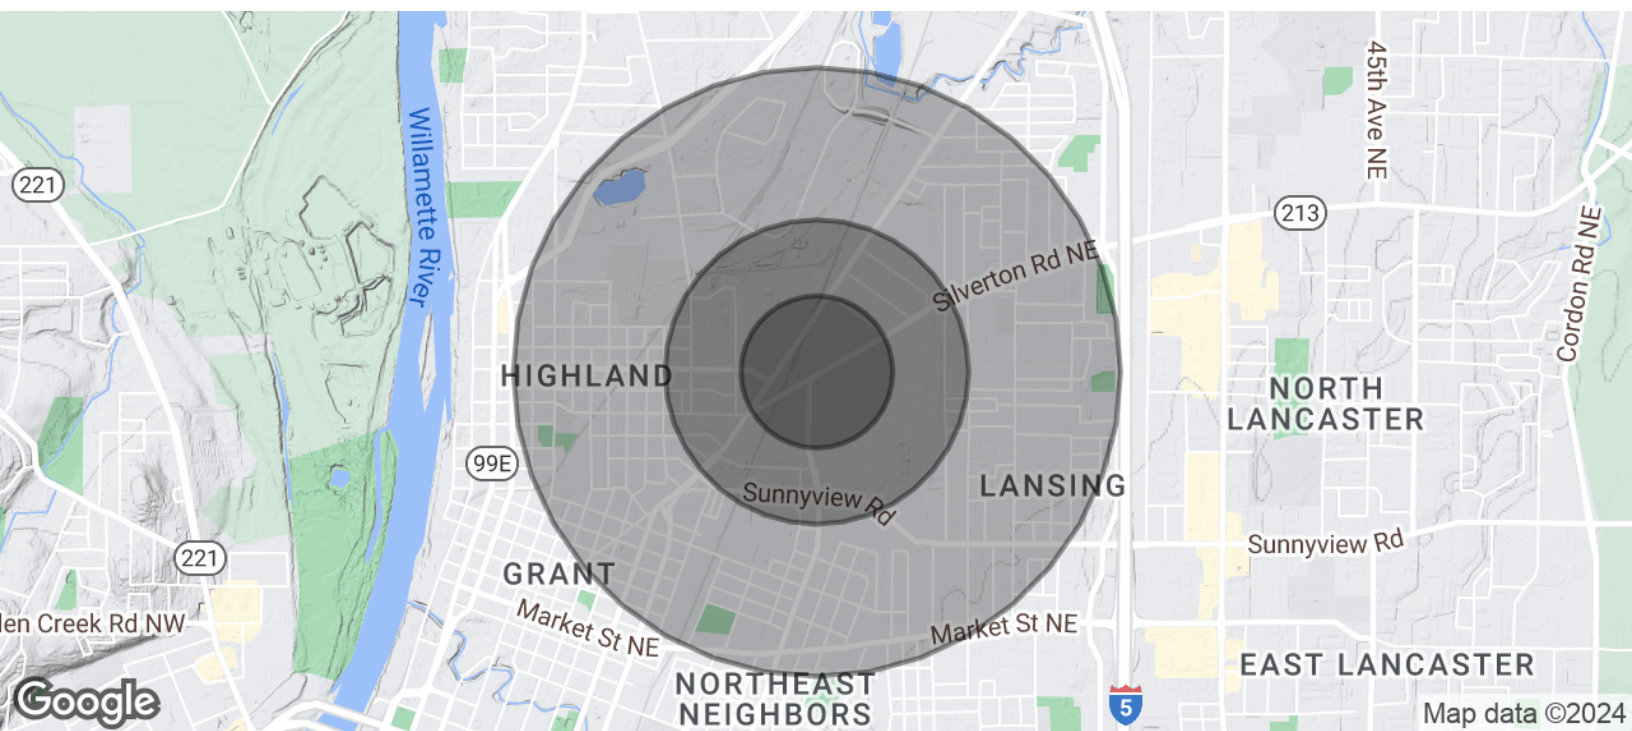 45th Ave NE
Willamette River
221
213
Silverton Rd NE
Cordon Rd NE
HIGHLAND
NORTH
LANCASTER
99E
LANSING
Sunnyview Rd
221
Sunnyview Rd
GRANT
len Creek Rd NW
Market St NE
Market St NE
NORTHEAST
NEIGHBORS
EAST LANCASTER
5
Google
Map data ©2024